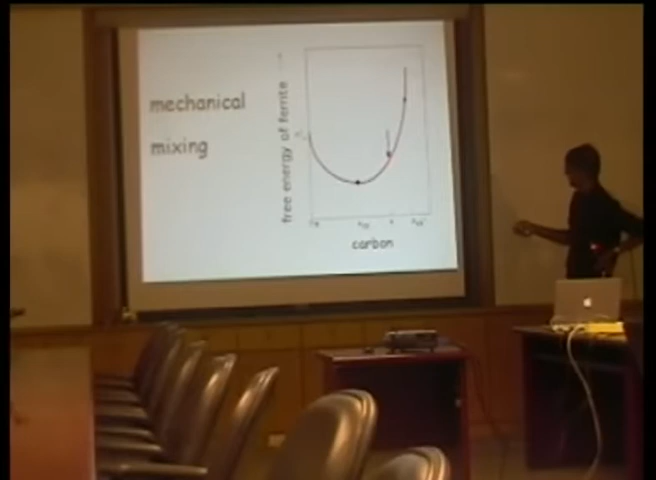 mechanical
mixing
free energy of ferrite
carbon